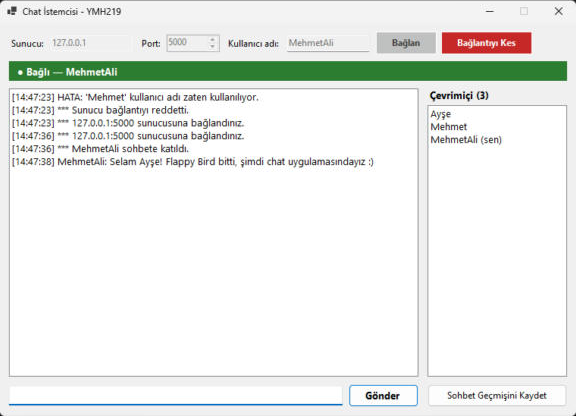 Chat İstemcisi - YMH219
Sunucu: 127.0.0.1 Port: 5000 Kullanıcı adı: MehmetAli Bağlan Bağlantıyı Kes
● Bağlı — MehmetAli
[14:47:23] HATA: 'Mehmet' kullanıcı adı zaten kullanılıyor.
[14:47:23] *** Sunucu bağlantıyı reddetti.
[14:47:23] *** 127.0.0.1:5000 sunucusuna bağlandınız.
[14:47:36] *** 127.0.0.1:5000 sunucusuna bağlandınız.
[14:47:36] *** MehmetAli sohbete katıldı.
[14:47:38] MehmetAli: Selam Ayşe! Flappy Bird bitti, şimdi chat uygulamasındayız :)
Çevrimiçi (3)
Ayşe
Mehmet
MehmetAli (sen)
Gönder
Sohbet Geçmişini Kaydet